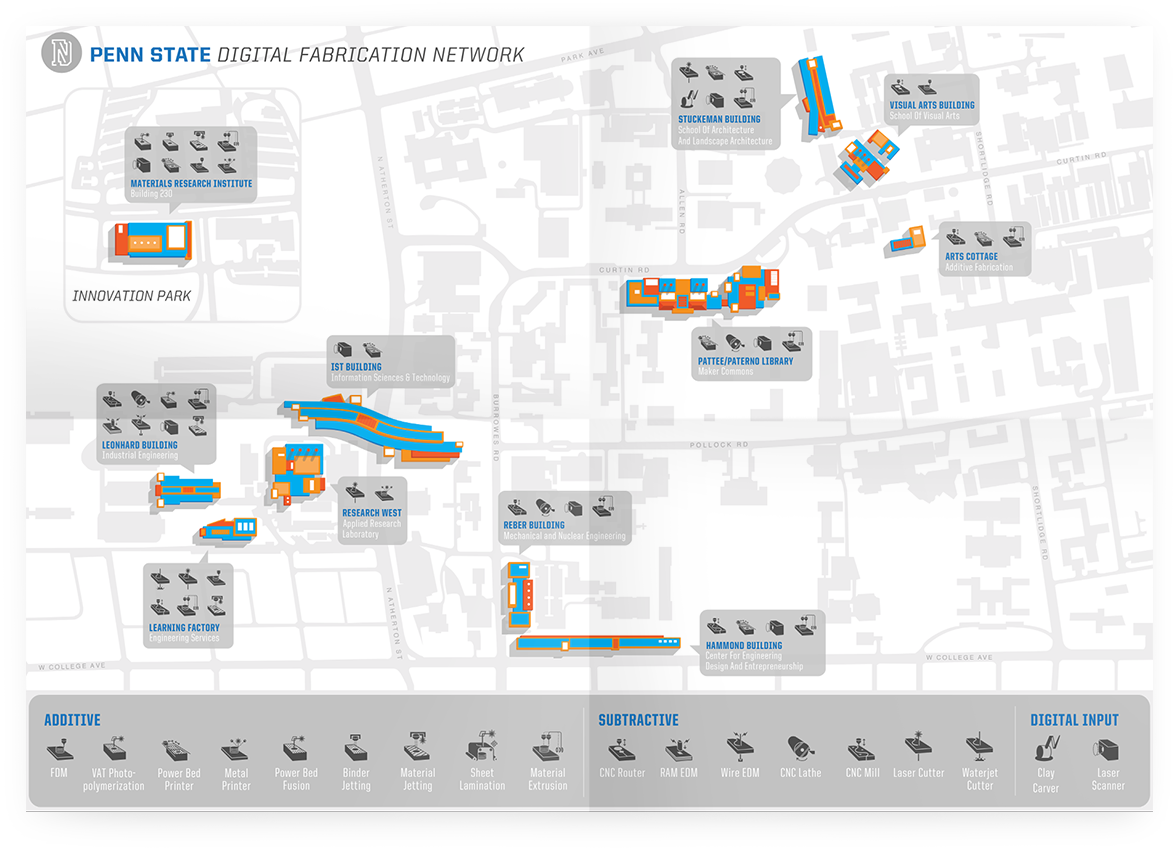 N
PENN STATE DIGITAL FABRICATION NETWORK
PARK AVE
STUCKEMAN BUILDING
School Of Architecture
And Landscape Architecture
VISUAL ARTS BUILDING
School Of Visual Arts
MATERIALS RESEARCH INSTITUTE
Building 230
INNOVATION PARK
N ATHERTON ST
ALLEN RD
SHORTLIDGE RD
CURTIN RD
ARTS COTTAGE
Additive Fabrication
CURTIN RD
PATTEE/PATERNO LIBRARY
Maker Commons
IST BUILDING
Information Sciences & Technology
LEONHARD BUILDING
Industrial Engineering
BURROWES RD
POLLOCK RD
RESEARCH WEST
Applied Research
Laboratory
REBER BUILDING
Mechanical and Nuclear Engineering
SHORTLIDGE RD
LEARNING FACTORY
Engineering Services
N ATHERTON ST
HAMMOND BUILDING
Center For Engineering
Design And Entrepreneurship
W COLLEGE AVE
W COLLEGE AVE
ADDITIVE
FDM
VAT Photo-
polymerization
Power Bed
Printer
Metal
Printer
Power Bed
Fusion
Binder
Jetting
Material
Jetting
Sheet
Lamination
Material
Extrusion
SUBTRACTIVE
CNC Router
RAM EDM
Wire EDM
CNC Lathe
CNC Mill
Laser Cutter
Waterjet
Cutter
DIGITAL INPUT
Clay
Carver
Laser
Scanner